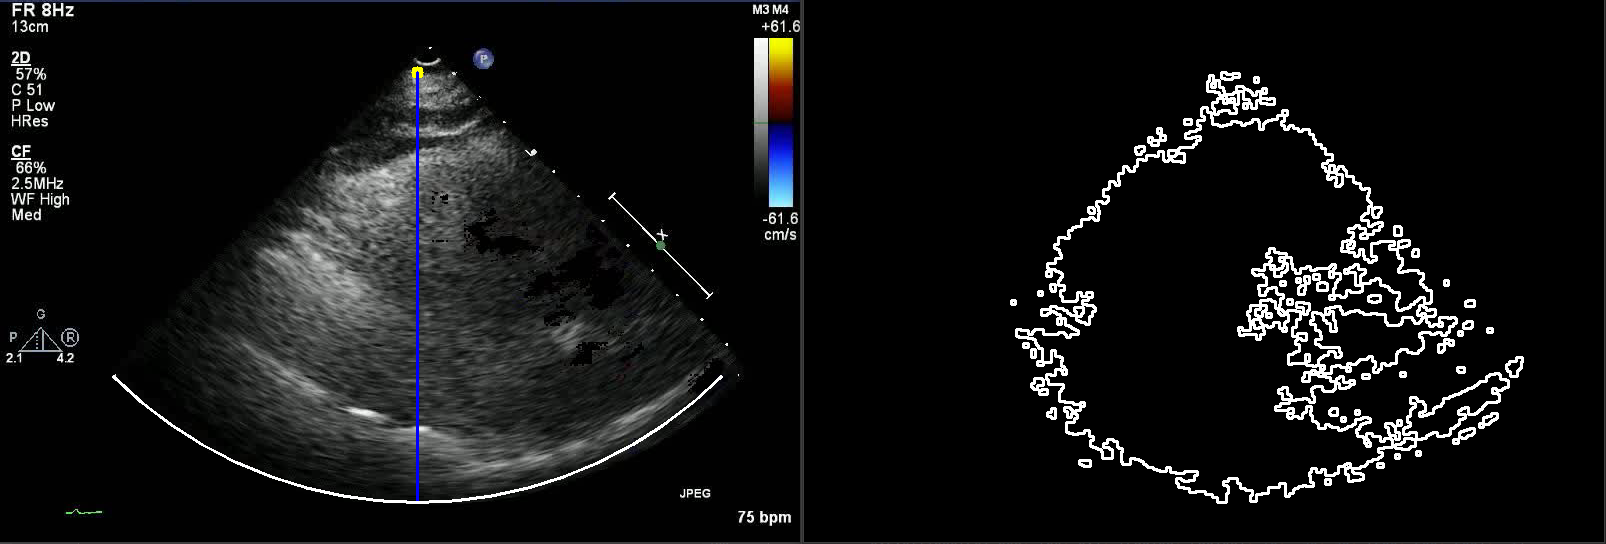 FR 8Hz
13cm
2D
57%
C 51
P Low
HRes
CF
66%
2.5MHz
WF High
Med
P
M3 M4
+61.6
-61.6
cm/s
x
G
P R
2.1 4.2
JPEG
75 bpm